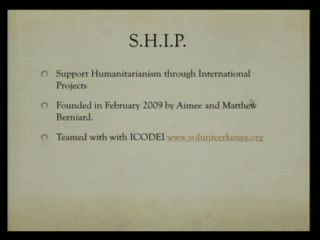 S.H.I.P.
Support Humanitarianism through International
Projects
Founded in February 2009 by Aimee and Matthew
Berniard.
Teamed with with ICODEI www.volunteerkenya.org